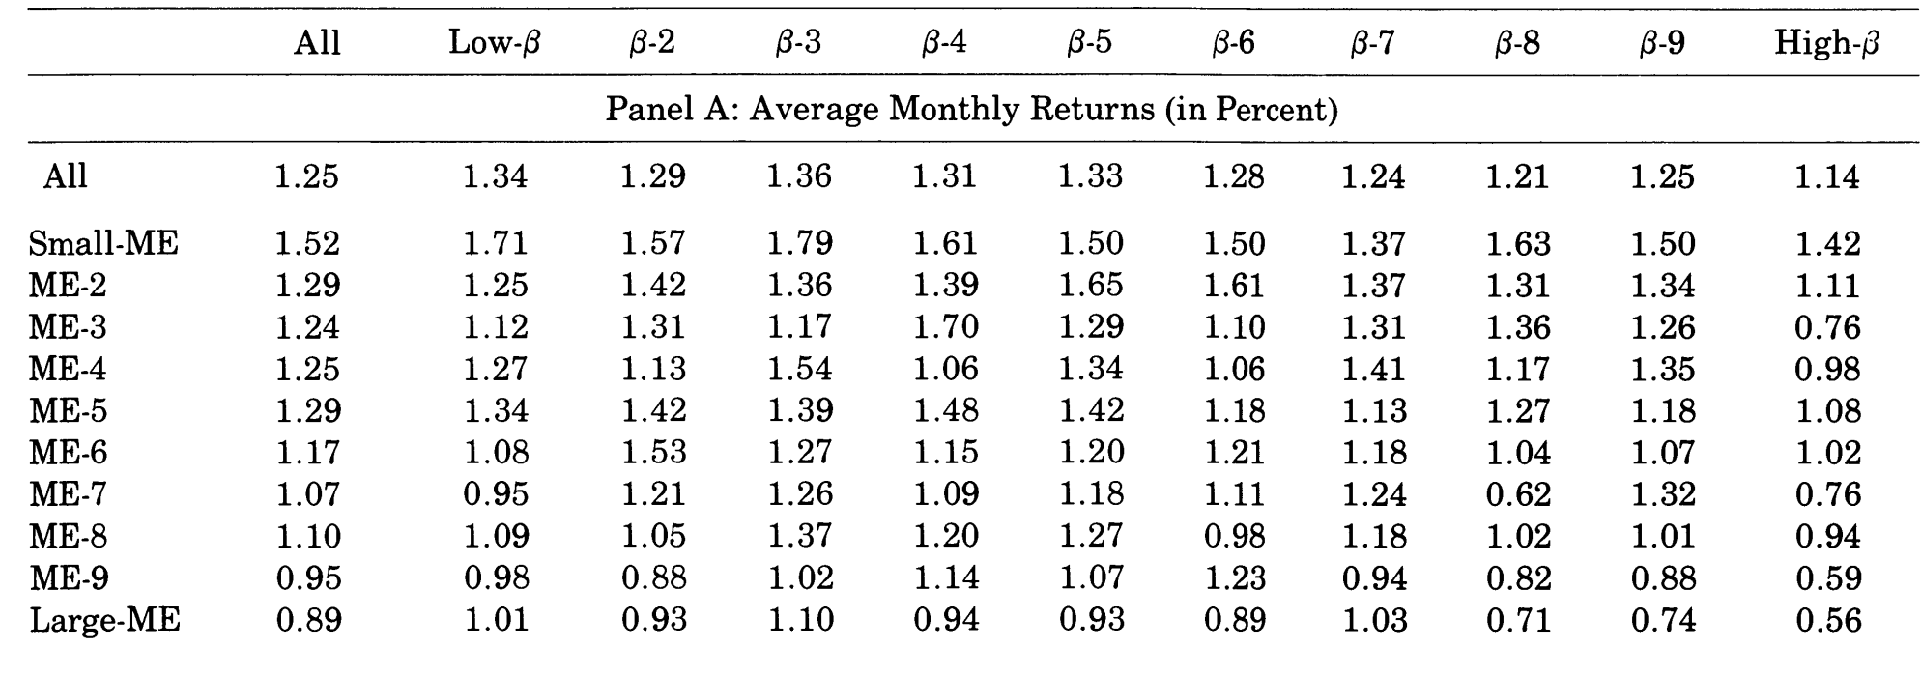 All Low-β β-2 β-3 β-4 β-5 β-6 β-7 β-8 β-9 High-β
Panel A: Average Monthly Returns (in Percent)
All 1.25 1.34 1.29 1.36 1.31 1.33 1.28 1.24 1.21 1.25 1.14
Small-ME 1.52 1.71 1.57 1.79 1.61 1.50 1.50 1.37 1.63 1.50 1.42
ME-2 1.29 1.25 1.42 1.36 1.39 1.65 1.61 1.37 1.31 1.34 1.11
ME-3 1.24 1.12 1.31 1.17 1.70 1.29 1.10 1.31 1.36 1.26 0.76
ME-4 1.25 1.27 1.13 1.54 1.06 1.34 1.06 1.41 1.17 1.35 0.98
ME-5 1.29 1.34 1.42 1.39 1.48 1.42 1.18 1.13 1.27 1.18 1.08
ME-6 1.17 1.08 1.53 1.27 1.15 1.20 1.21 1.18 1.04 1.07 1.02
ME-7 1.07 0.95 1.21 1.26 1.09 1.18 1.11 1.24 0.62 1.32 0.76
ME-8 1.10 1.09 1.05 1.37 1.20 1.27 0.98 1.18 1.02 1.01 0.94
ME-9 0.95 0.98 0.88 1.02 1.14 1.07 1.23 0.94 0.82 0.88 0.59
Large-ME 0.89 1.01 0.93 1.10 0.94 0.93 0.89 1.03 0.71 0.74 0.56